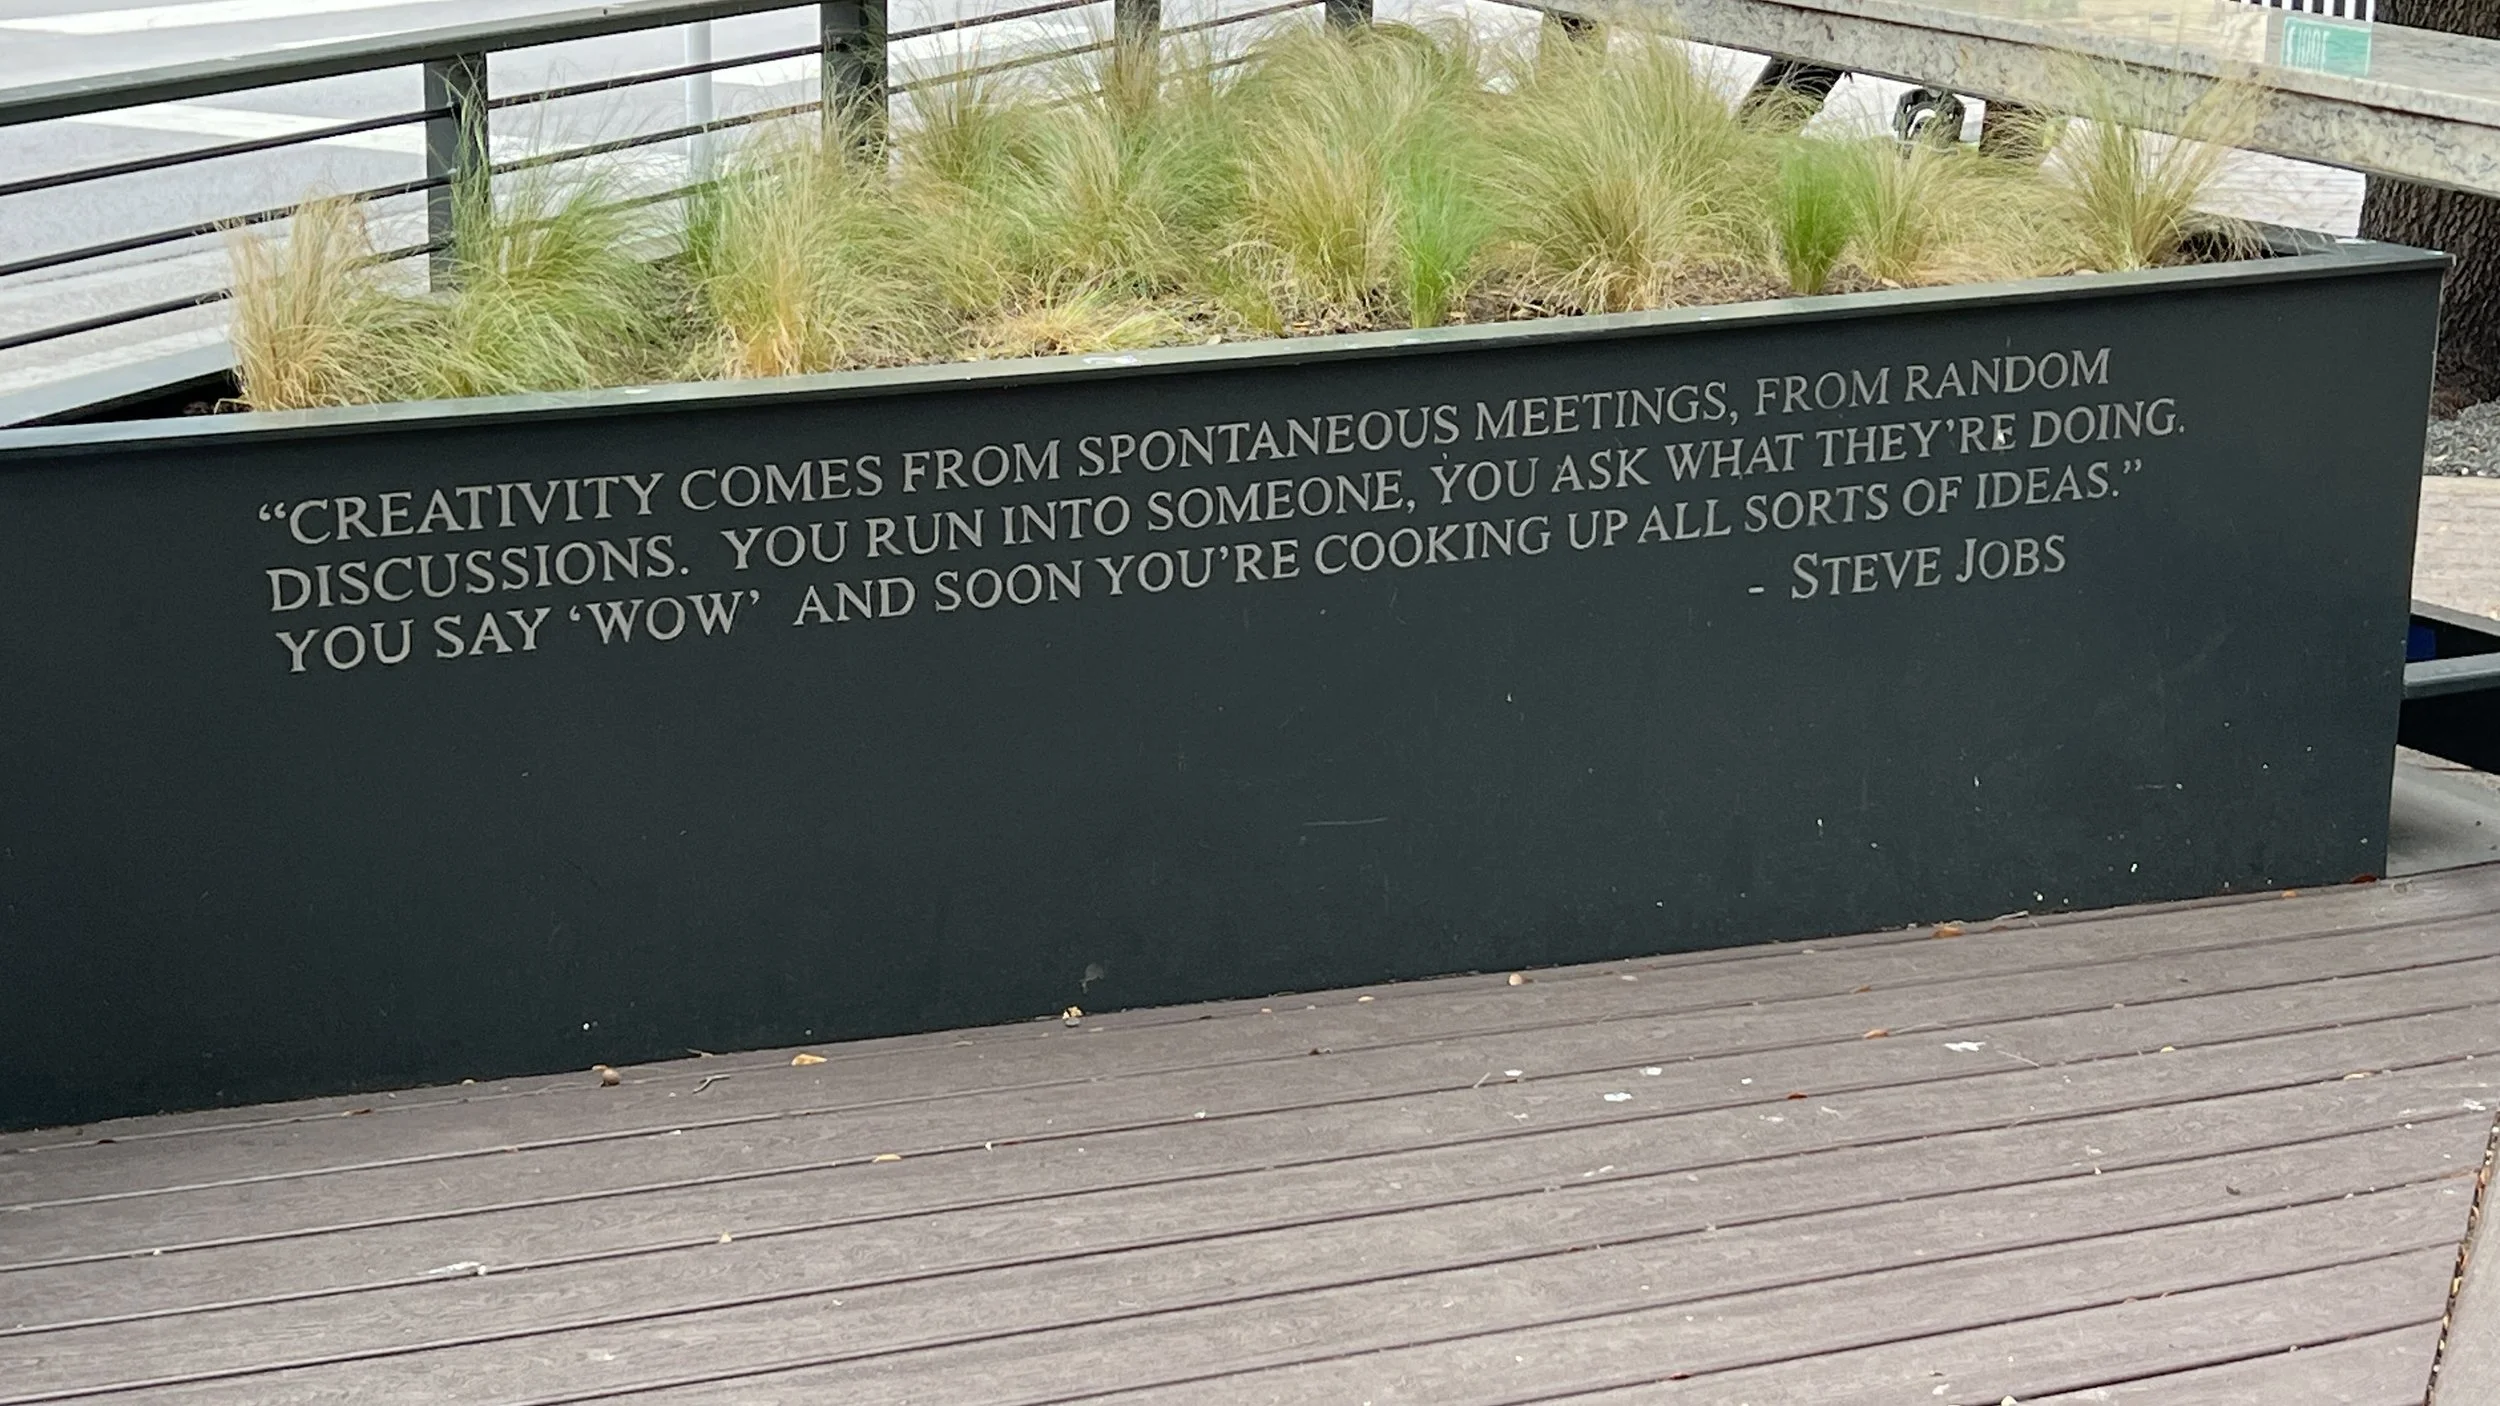 “CREATIVITY COMES FROM SPONTANEOUS MEETINGS, FROM RANDOM
DISCUSSIONS. YOU RUN INTO SOMEONE, YOU ASK WHAT THEY’RE DOING.
YOU SAY ‘WOW’ AND SOON YOU’RE COOKING UP ALL SORTS OF IDEAS.”
- STEVE JOBS